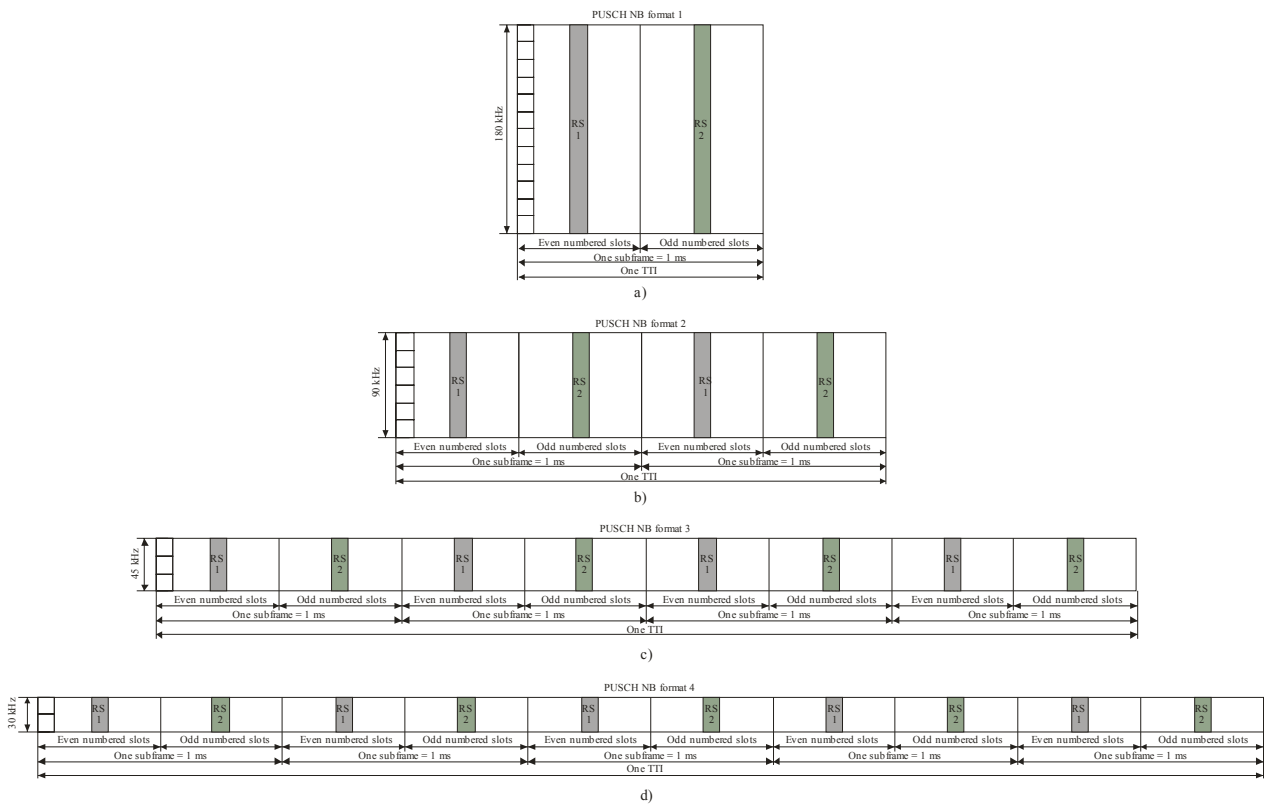 PUSCH NB format 1
180 kHz
RS
1
RS
2
Even numbered slots
Odd numbered slots
One subframe = 1 ms
One TTI
a)
PUSCH NB format 2
90 kHz
RS
1
RS
2
RS
1
RS
2
Even numbered slots
Odd numbered slots
Even numbered slots
Odd numbered slots
One subframe = 1 ms
One subframe = 1 ms
One TTI
b)
PUSCH NB format 3
45 kHz
RS
1
RS
2
RS
1
RS
2
RS
1
RS
2
RS
1
RS
2
Even numbered slots
Odd numbered slots
Even numbered slots
Odd numbered slots
Even numbered slots
Odd numbered slots
Even numbered slots
Odd numbered slots
One subframe = 1 ms
One subframe = 1 ms
One subframe = 1 ms
One subframe = 1 ms
One TTI
c)
PUSCH NB format 4
30 kHz
RS
1
RS
2
RS
1
RS
2
RS
1
RS
2
RS
1
RS
2
RS
1
RS
2
Even numbered slots
Odd numbered slots
Even numbered slots
Odd numbered slots
Even numbered slots
Odd numbered slots
Even numbered slots
Odd numbered slots
Even numbered slots
Odd numbered slots
One subframe = 1 ms
One subframe = 1 ms
One subframe = 1 ms
One subframe = 1 ms
One subframe = 1 ms
One TTI
d)